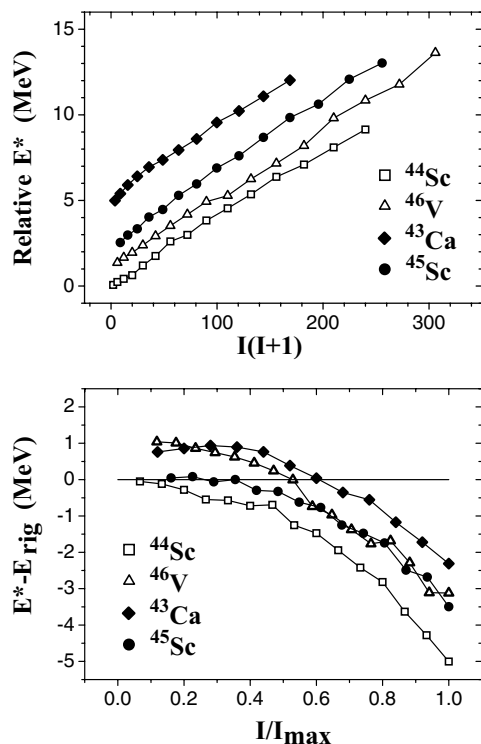 15
10
5
0
Relative E* (MeV)
⁴⁴Sc
⁴⁶V
⁴³Ca
⁴⁵Sc
0 100 200 300
I(I+1)
2
1
0
-1
-2
-3
-4
-5
E*-E_rig (MeV)
⁴⁴Sc
⁴⁶V
⁴³Ca
⁴⁵Sc
0.0 0.2 0.4 0.6 0.8 1.0
I/I_max